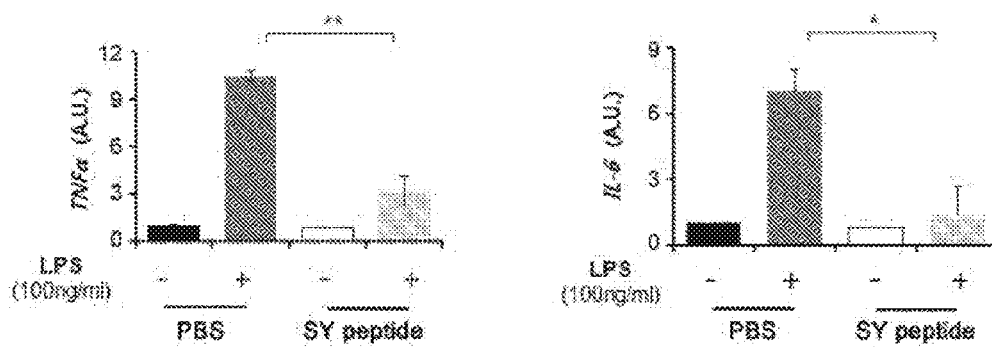 **
12
9
6
3
0
TNFα (A.U.)
LPS
(100ng/ml)
-
+
-
+
PBS
SY peptide
*
9
6
3
0
IL-6 (A.U.)
LPS
(100ng/ml)
-
+
-
+
PBS
SY peptide